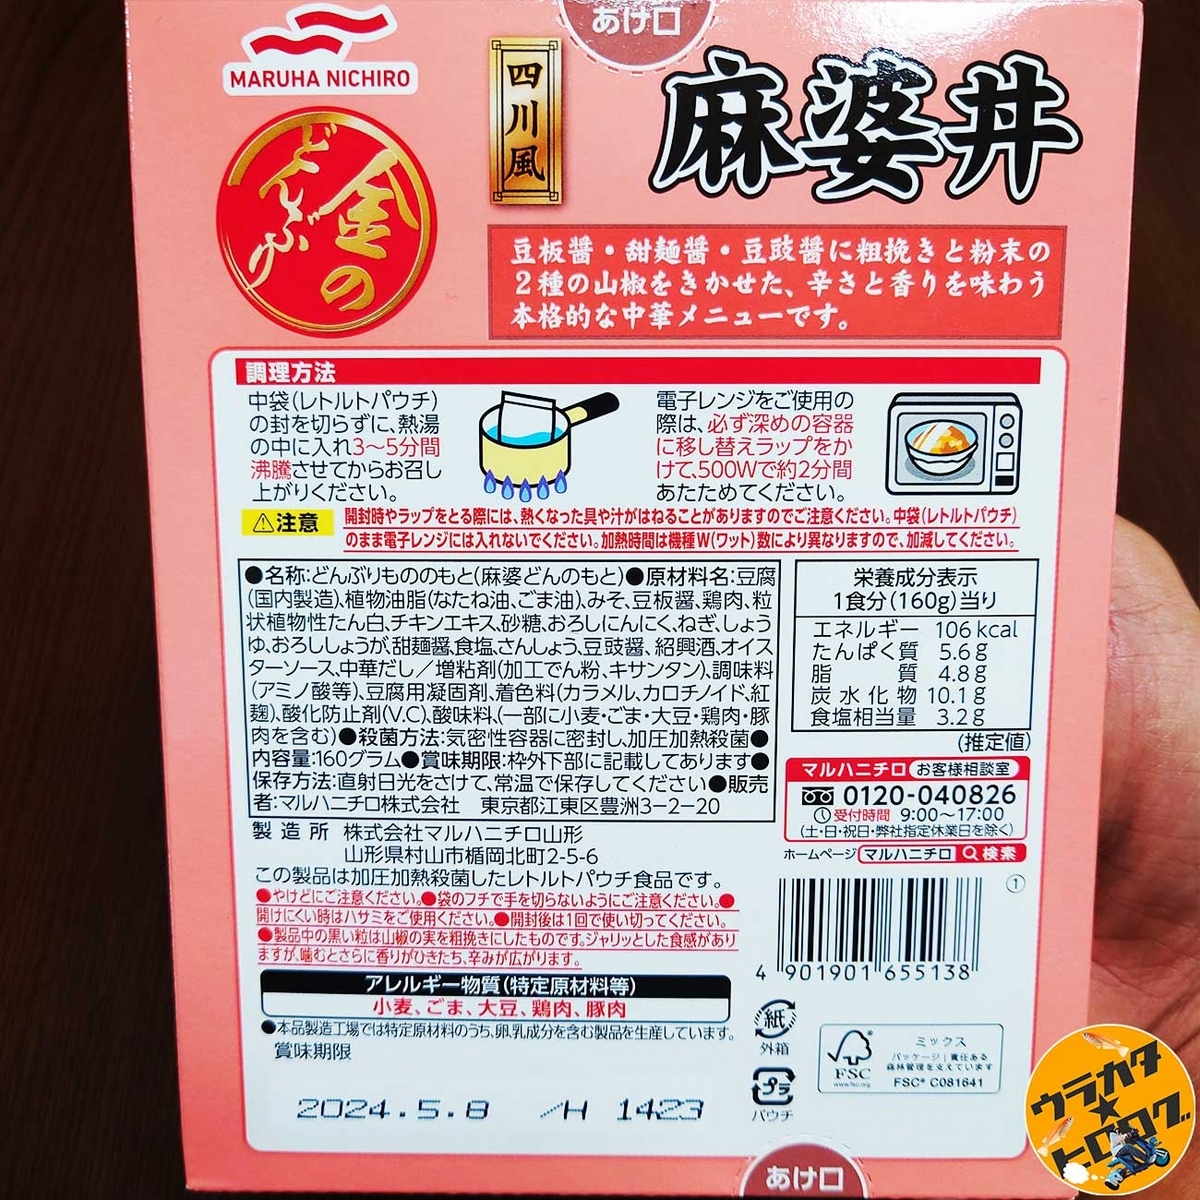 あけ口
MARUHA NICHIRO
金の
どんぶり
四川風
麻婆丼
豆板醤・甜麺醤・豆豉醤に粗挽きと粉末の
2種の山椒をきかせた、辛さと香りを味わう
本格的な中華メニューです。
調理方法
中袋(レトルトパウチ)
の封を切らずに、熱湯
の中に入れ3〜5分間
沸騰させてからお召し
上がりください。
電子レンジをご使用の
際は、必ず深めの容器
に移し替えラップをか
けて、500Wで約2分間
あたためてください。
⚠注意
開封時やラップをとる際には、熱くなった具や汁がはねることがありますのでご注意ください。中袋(レトルトパウチ)
のまま電子レンジには入れないでください。加熱時間は機種W(ワット)数により異なりますので、加減してください。
●名称:どんぶりもののもと(麻婆どんのもと)●原材料名:豆腐
(国内製造)、植物油脂(なたね油、ごま油)、みそ、豆板醤、鶏肉、粒
状植物性たん白、チキンエキス、砂糖、おろしにんにく、ねぎ、しょう
ゆ、おろししょうが、甜麺醤、食塩、さんしょう、豆豉醤、紹興酒、オイス
ターソース、中華だし／増粘剤(加工でん粉、キサンタン)、調味料
(アミノ酸等)、豆腐用凝固剤、着色料(カラメル、カロチノイド、紅
麹)、酸化防止剤(V.C)、酸味料、(一部に小麦・ごま・大豆・鶏肉・豚
肉を含む)●殺菌方法:気密性容器に密封し、加圧加熱殺菌●
内容量:160グラム●賞味期限:枠外下部に記載してあります●
保存方法:直射日光をさけて、常温で保存してください●販売
者:マルハニチロ株式会社 東京都江東区豊洲3−2−20
栄養成分表示
1食分(160g)当り
エネルギー 106kcal
たんぱく質 5.6g
脂質 4.8g
炭水化物 10.1g
食塩相当量 3.2g
(推定値)
マルハニチロ お客様相談室
0120-040826
受付時間 9:00〜17:00
(土・日・祝日・弊社指定休業日を除く)
ホームページ マルハニチロ 検索
製造所 株式会社マルハニチロ山形
山形県村山市楯岡北町2-5-6
この製品は加圧加熱殺菌したレトルトパウチ食品です。
●やけどにご注意ください。●袋のフチで手を切らないようにご注意ください。●
開けにくい時はハサミをご使用ください。●開封後は1回で使い切ってください。
●製品中の黒い粒は山椒の実を粗挽きにしたものです。ジャリッとした食感があり
ますが、噛むとさらに香りがひきたち、辛みが広がります。
①
4 901901 655138
アレルギー物質(特定原材料等)
小麦、ごま、大豆、鶏肉、豚肉
●本品製造工場では特定原材料のうち、卵、乳成分を含む製品を生産しています。
賞味期限
2024.5.8 /H 1423
紙
外箱
プラ
パウチ
FSC
www.fsc.org
ミックス
パッケージ｜責任ある
森林管理を支えています
FSC® C081641
あけ口
ウラカタ
★
ヒロログ